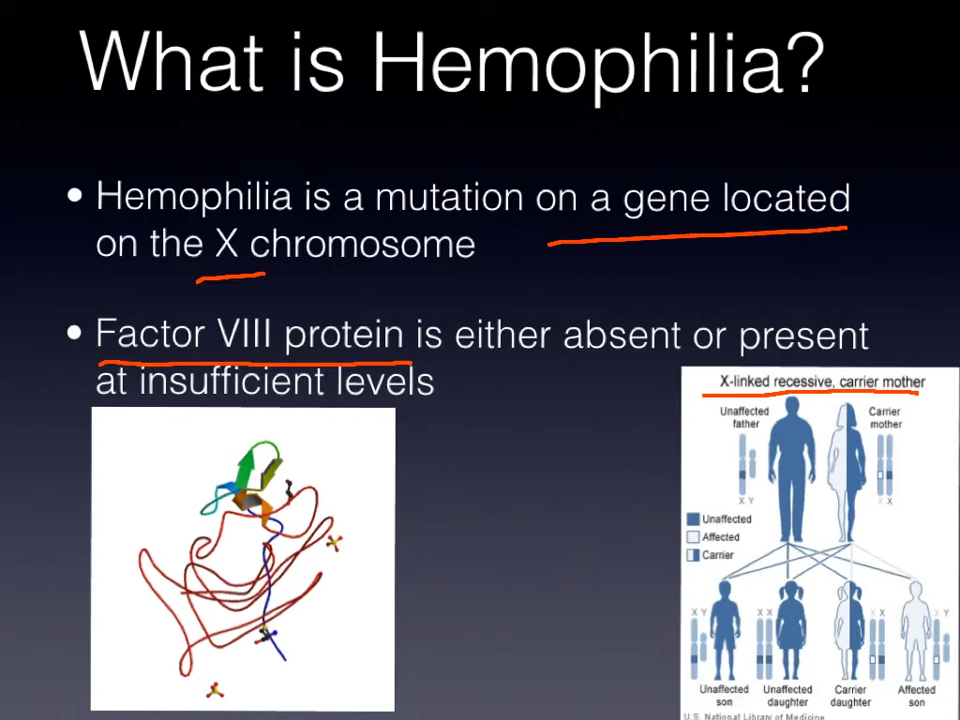 What is Hemophilia?
• Hemophilia is a mutation on a gene located
on the X chromosome
• Factor VIII protein is either absent or present
at insufficient levels
X-linked recessive, carrier mother
Unaffected
father
Carrier
mother
X Y
X X
Unaffected
Affected
Carrier
X Y
X X
X X
X Y
Unaffected
son
Unaffected
daughter
Carrier
daughter
Affected
son
U.S. National Library of Medicine